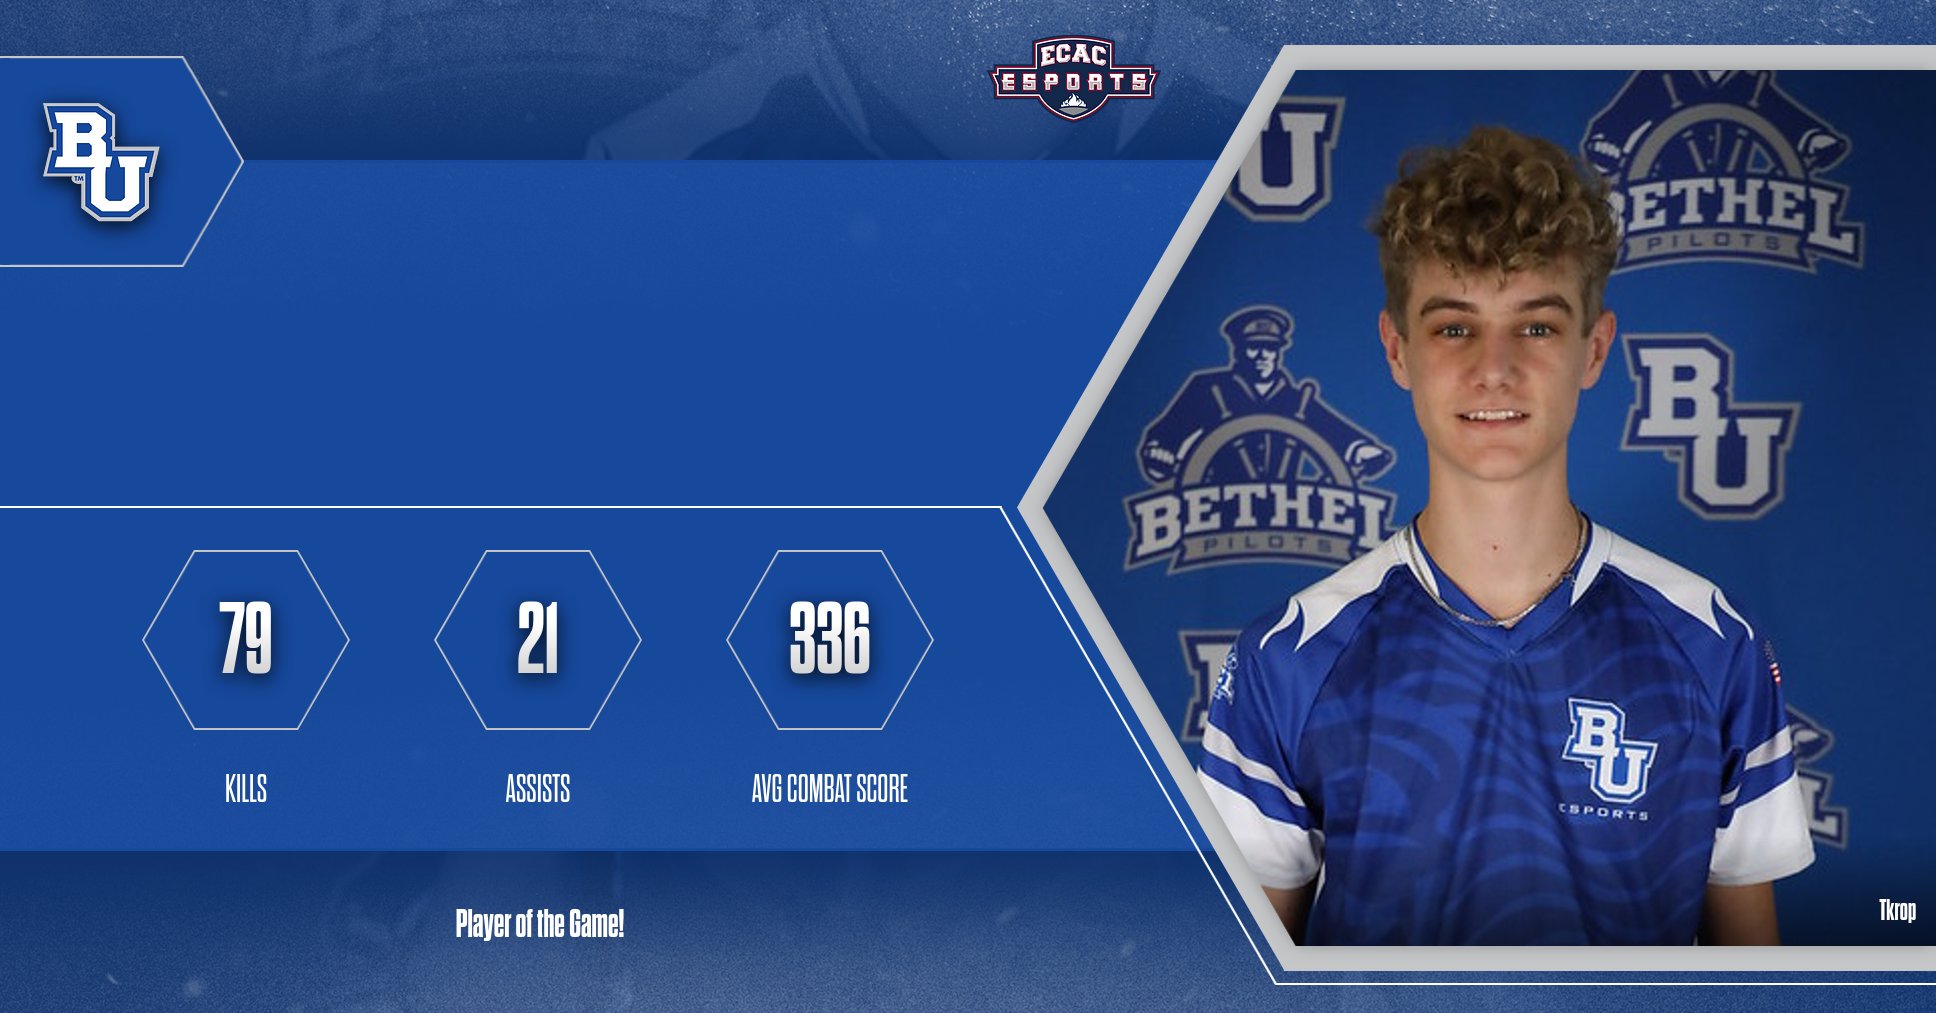 ECAC
ESPORTS
BU
TM
79
21
336
KILLS
ASSISTS
AVG COMBAT SCORE
Player of the Game!
U
BETHEL
PILOTS
BU
BETHEL
PILOTS
BU
ESPORTS
Tkrop